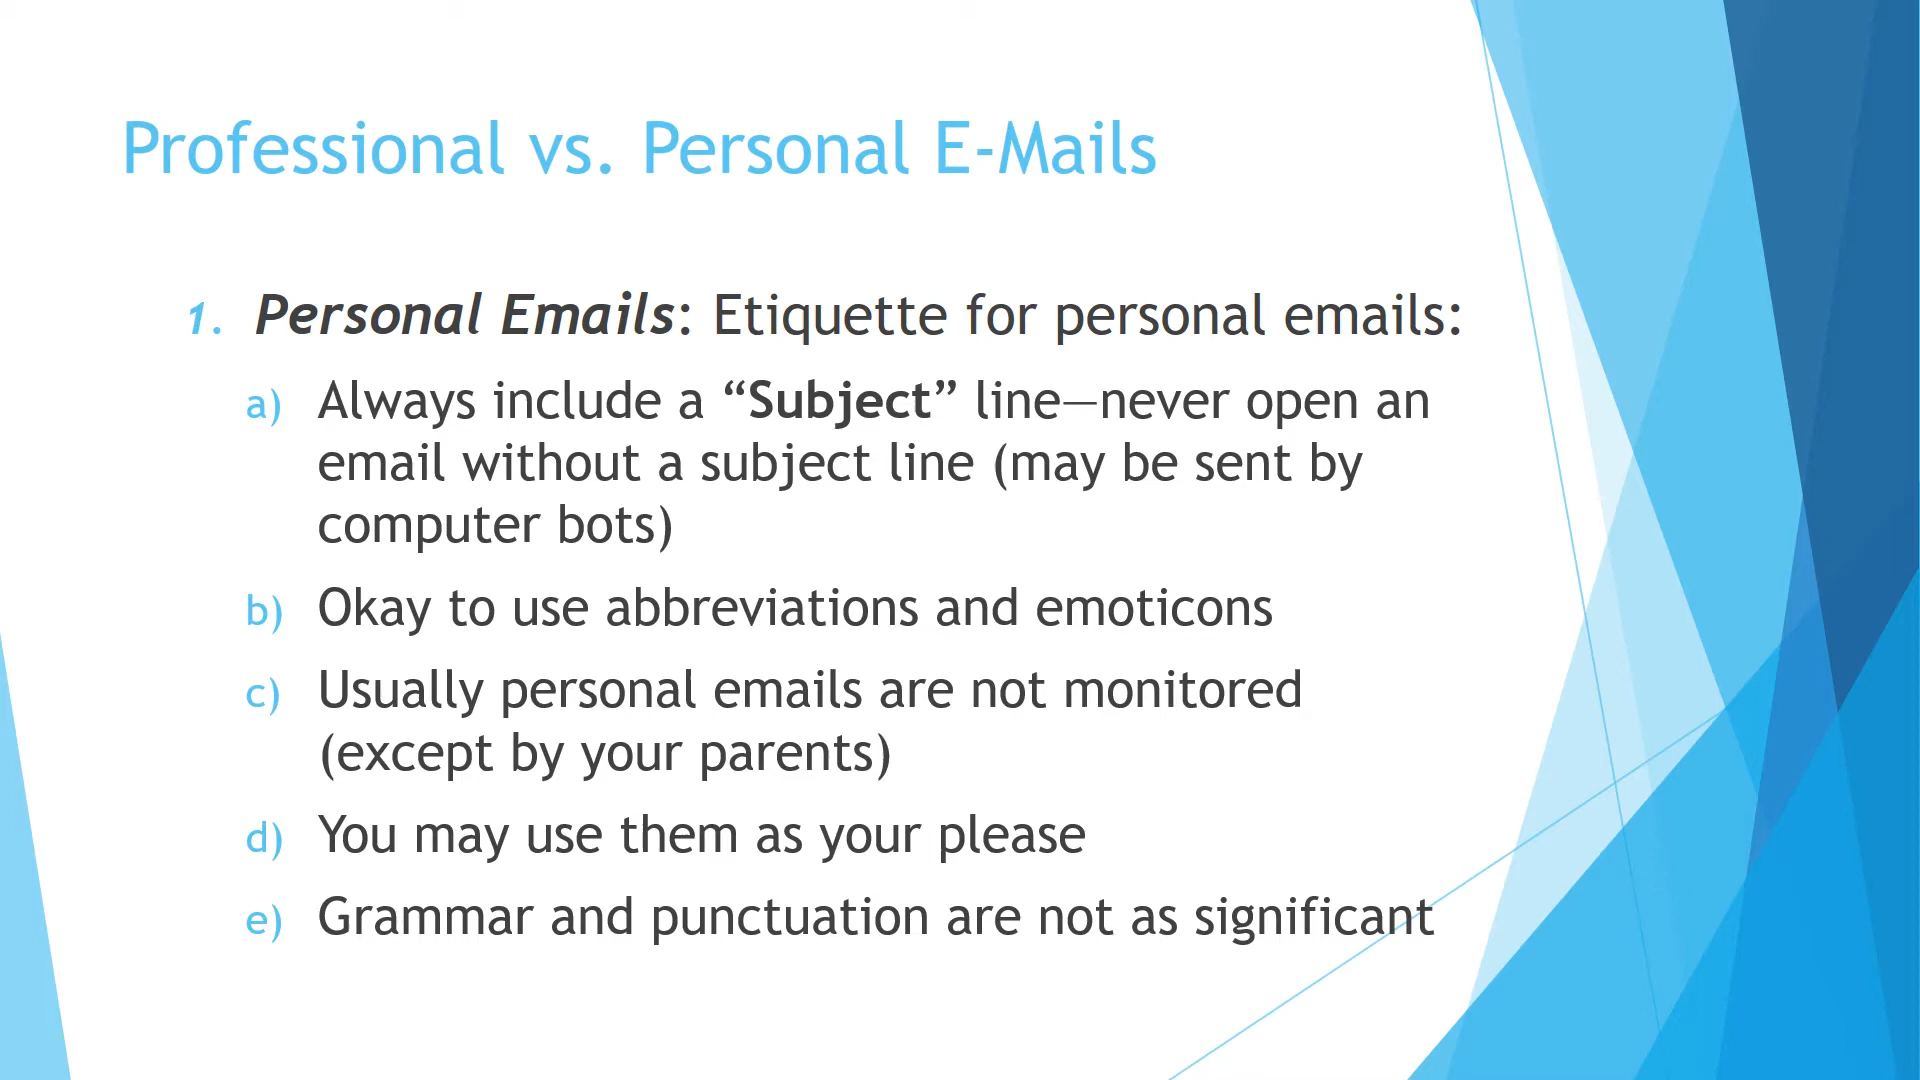 Professional vs. Personal E-Mails
1. Personal Emails: Etiquette for personal emails:
a) Always include a “Subject” line—never open an
email without a subject line (may be sent by
computer bots)
b) Okay to use abbreviations and emoticons
c) Usually personal emails are not monitored
(except by your parents)
d) You may use them as your please
e) Grammar and punctuation are not as significant